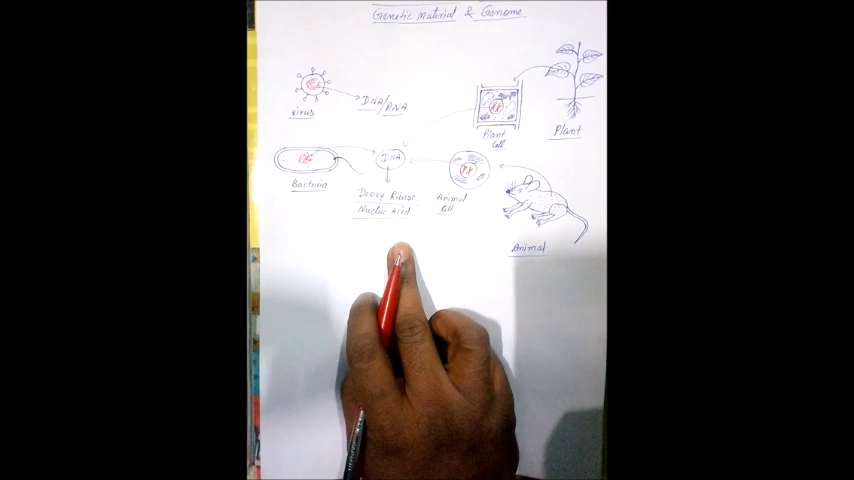 Genetic Material & Genome
DNA/RNA
Virus
Plant
Cell
Plant
DNA
Bacteria
Deoxy-Ribose
Nucleic Acid
Animal
Cell
Animal